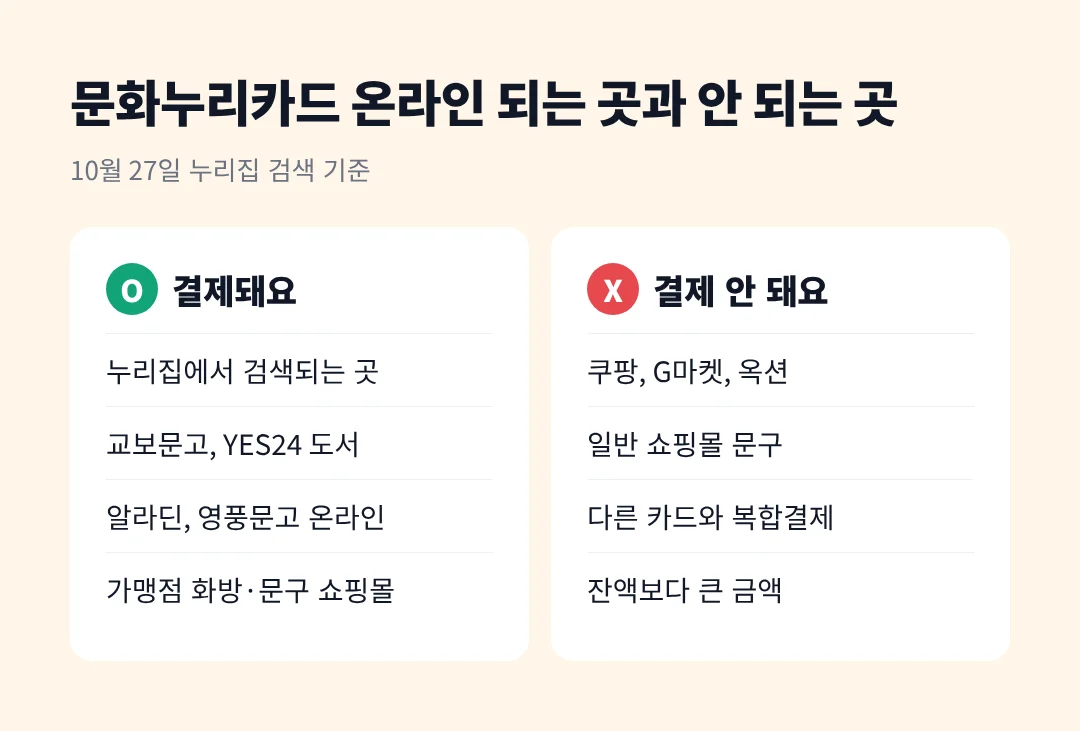 문화누리카드 온라인 되는 곳과 안 되는 곳
10월 27일 누리집 검색 기준
O 결제돼요
누리집에서 검색되는 곳
교보문고, YES24 도서
알라딘, 영풍문고 온라인
가맹점 화방·문구 쇼핑몰
X 결제 안 돼요
쿠팡, G마켓, 옥션
일반 쇼핑몰 문구
다른 카드와 복합결제
잔액보다 큰 금액